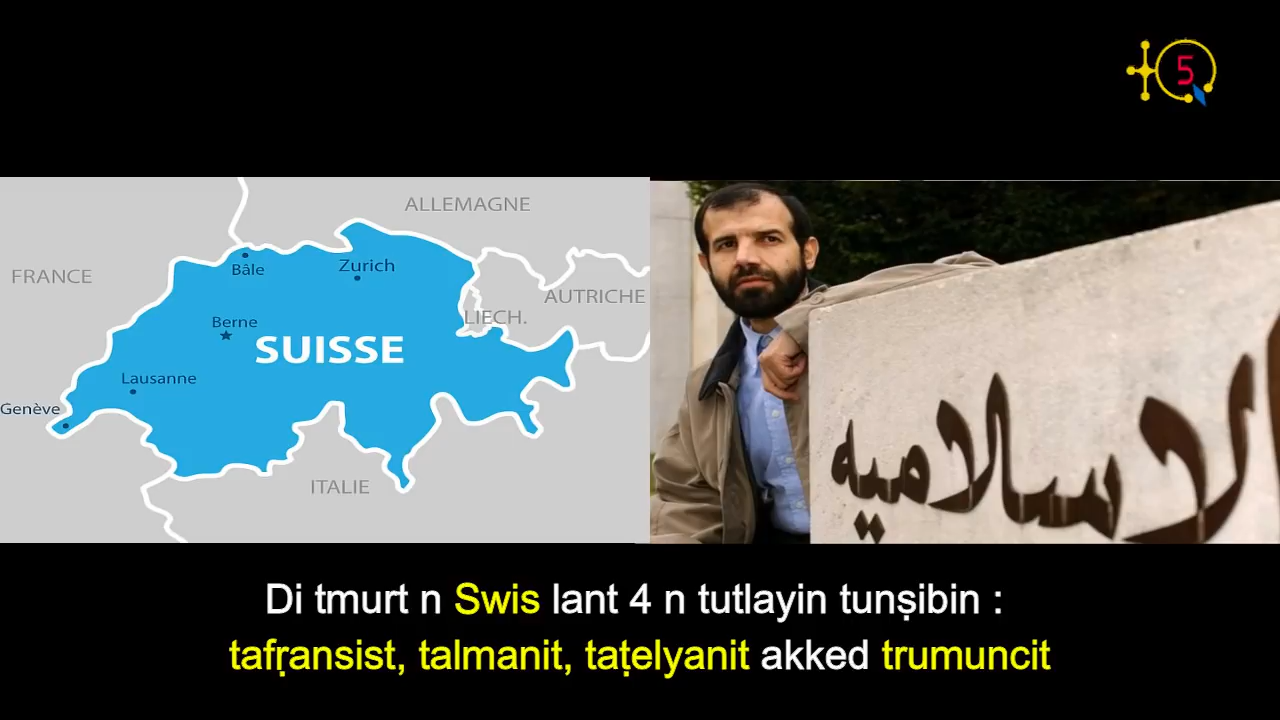 5
ALLEMAGNE
FRANCE
Bâle
Zurich
AUTRICHE
LIECH.
Berne
SUISSE
Lausanne
Genève
ITALIE
الاسلاميه
Di tmurt n Swis lant 4 n tutlayin tunṣibin :
tafṛansist, talmanit, taṭelyanit akked trumuncit